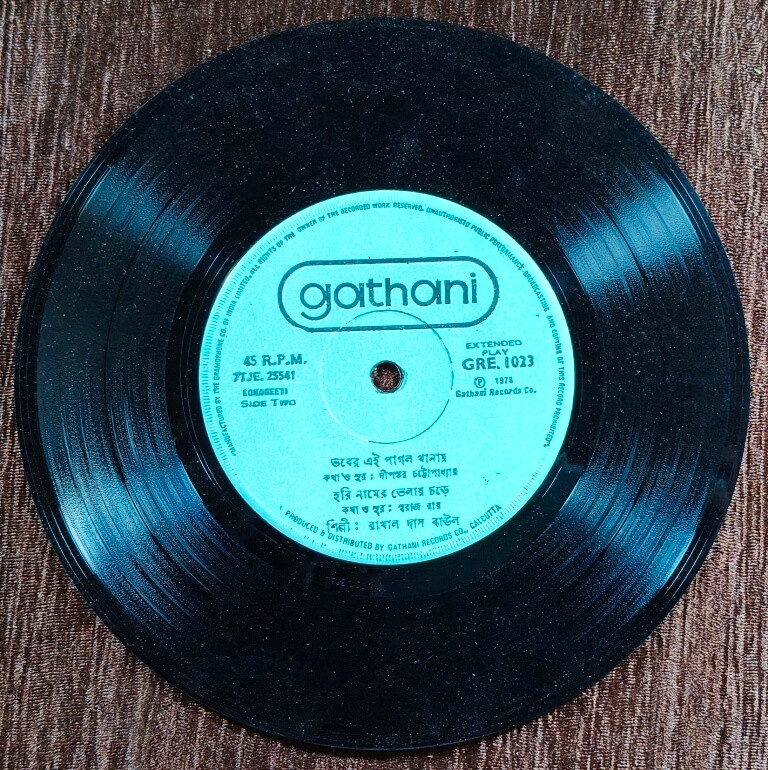 "MANUFACTURED BY THE GRAMOPHONE CO. OF INDIA LIMITED. ALL RIGHTS OF THE OWNER OF THE RECORDED WORK RESERVED. UNAUTHORISED PUBLIC PERFORMANCE BROADCASTING AND COPYING OF THIS RECORD PROHIBITED".
gathani
45 R.P.M.
7TJE. 25541
LOKOGEETI
SIDE TWO
EXTENDED
PLAY
GRE. 1023
Ⓟ 1978
Gathani Records Co.
ভবের এই পাগল খানায়
কথা ও সুর : দীপঙ্কর চট্টোপাধ্যায়
হরি নামের ভেলায় চড়ে
কথা ও সুর : স্বরাজ রায়
শিল্পী : রাখাল দাস বাউল
PRODUCED & DISTRIBUTED BY GATHANI RECORDS CO., CALCUTTA